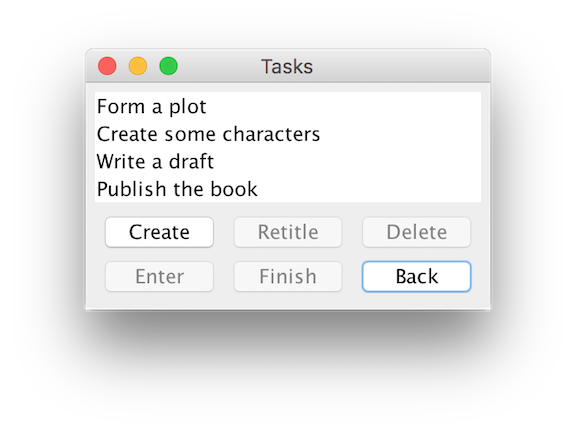 Tasks
Form a plot
Create some characters
Write a draft
Publish the book
Create Retitle Delete
Enter Finish Back